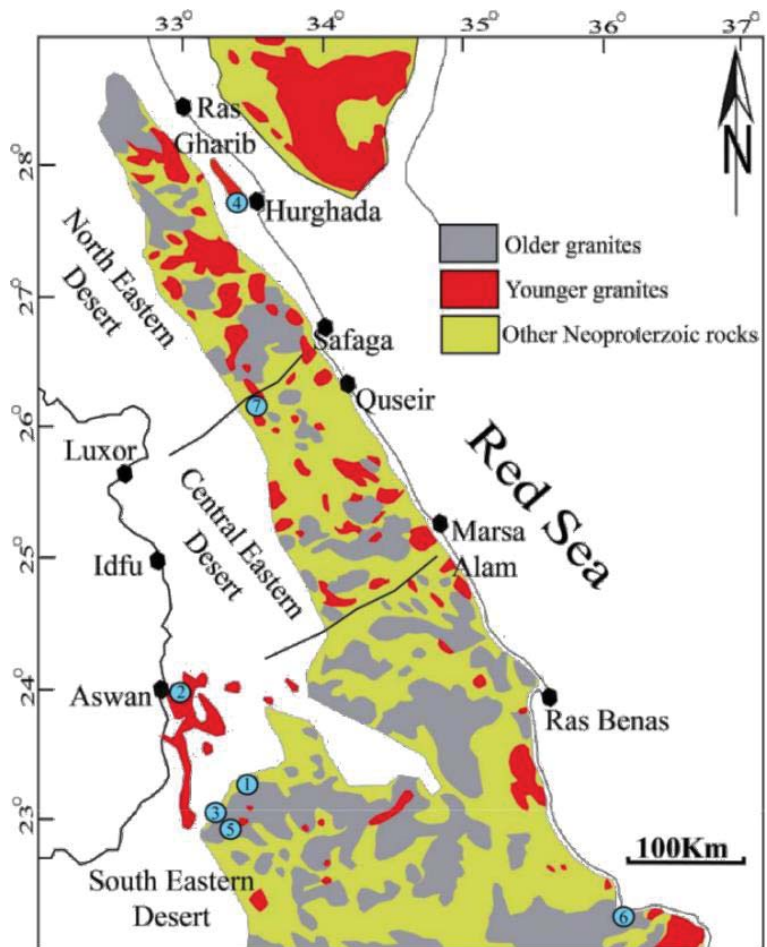 33° 34° 35° 36° 37°
Ras
Gharib
N
28°
4
Hurghada
Older granites
North Eastern
Desert
Younger granites
27°
Other Neoproterzoic rocks
Safaga
Quseir
26°
7
Luxor
Red Sea
Central Eastern
Desert
Marsa
Alam
25°
Idfu
24°
Aswan
2
Ras Benas
1
3
23°
5
100Km
South Eastern
Desert
6